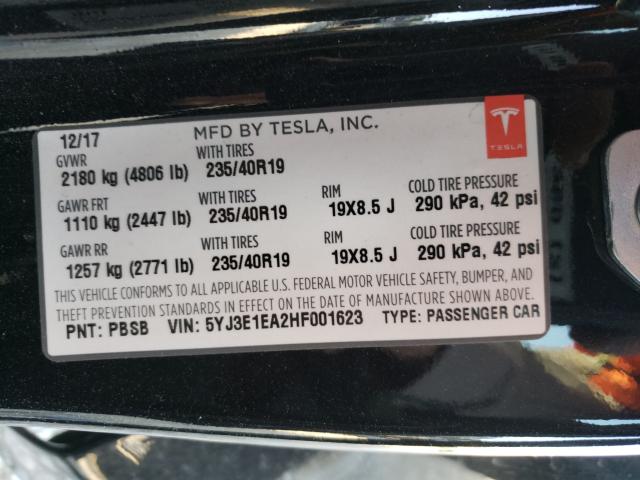 12/17 MFD BY TESLA, INC.
TESLA
GVWR WITH TIRES
2180 kg (4806 lb) 235/40R19
GAWR FRT WITH TIRES RIM COLD TIRE PRESSURE
1110 kg (2447 lb) 235/40R19 19X8.5 J 290 kPa, 42 psi
GAWR RR WITH TIRES RIM COLD TIRE PRESSURE
1257 kg (2771 lb) 235/40R19 19X8.5 J 290 kPa, 42 psi
THIS VEHICLE CONFORMS TO ALL APPLICABLE U.S. FEDERAL MOTOR VEHICLE SAFETY, BUMPER, AND
THEFT PREVENTION STANDARDS IN EFFECT ON THE DATE OF MANUFACTURE SHOWN ABOVE.
PNT: PBSB VIN: 5YJ3E1EA2HF001623 TYPE: PASSENGER CAR